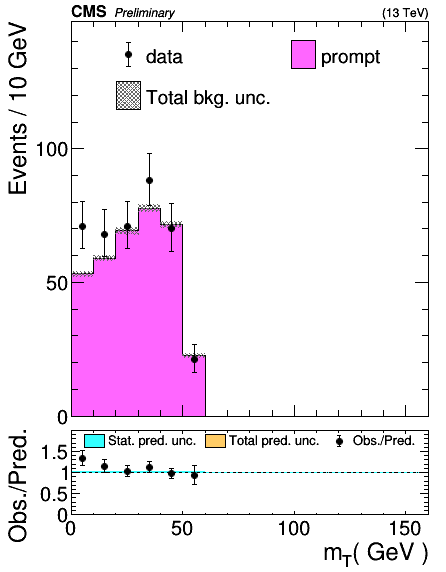 CMS Preliminary (13 TeV)
data prompt
Total bkg. unc.
Events / 10 GeV
100
50
0
Stat. pred. unc. Total pred. unc. Obs./Pred.
Obs./Pred.
1.5
1
0.5
0
0 50 100 150
m_T( GeV )